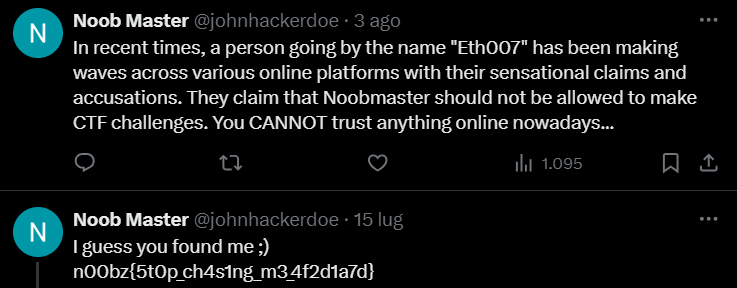 N
Noob Master @johnhackerdoe · 3 ago
In recent times, a person going by the name "Eth007" has been making
waves across various online platforms with their sensational claims and
accusations. They claim that Noobmaster should not be allowed to make
CTF challenges. You CANNOT trust anything online nowadays...
1.095
N
Noob Master @johnhackerdoe · 15 lug
I guess you found me ;)
n00bz{5t0p_ch4s1ng_m3_4f2d1a7d}